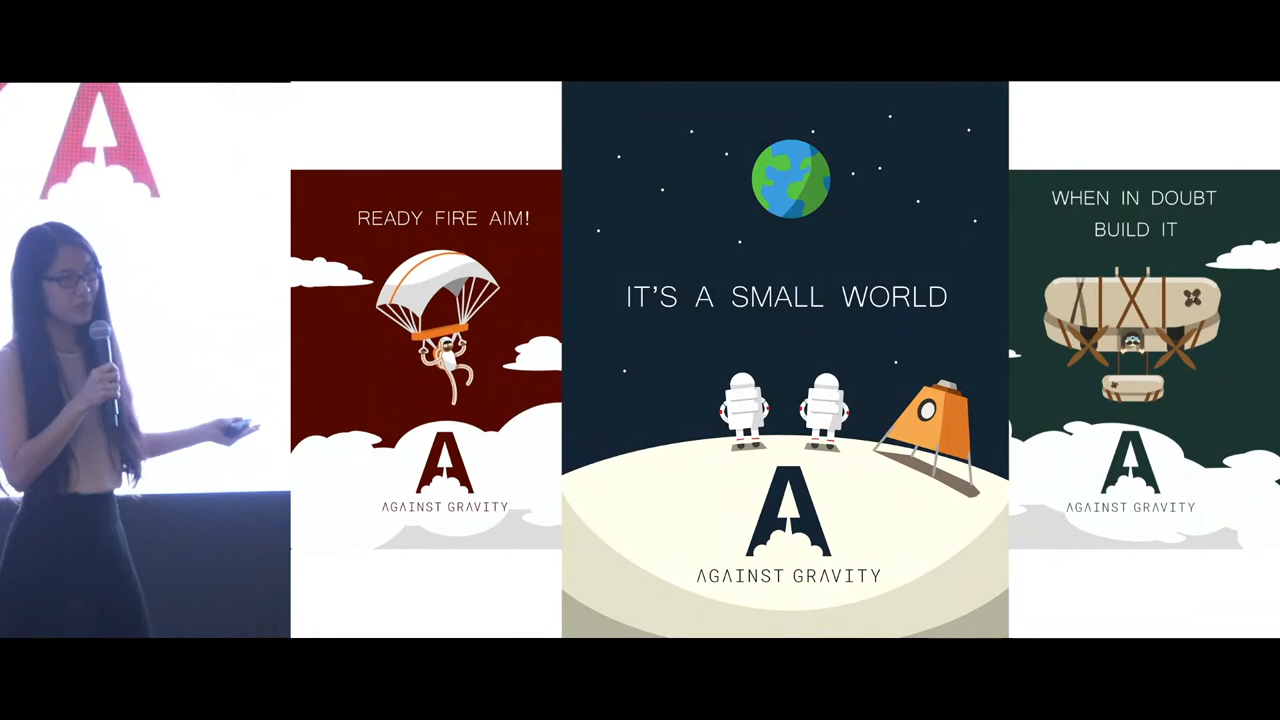 READY FIRE AIM!
AGAINST GRAVITY
IT'S A SMALL WORLD
AGAINST GRAVITY
WHEN IN DOUBT
BUILD IT
AGAINST GRAVITY